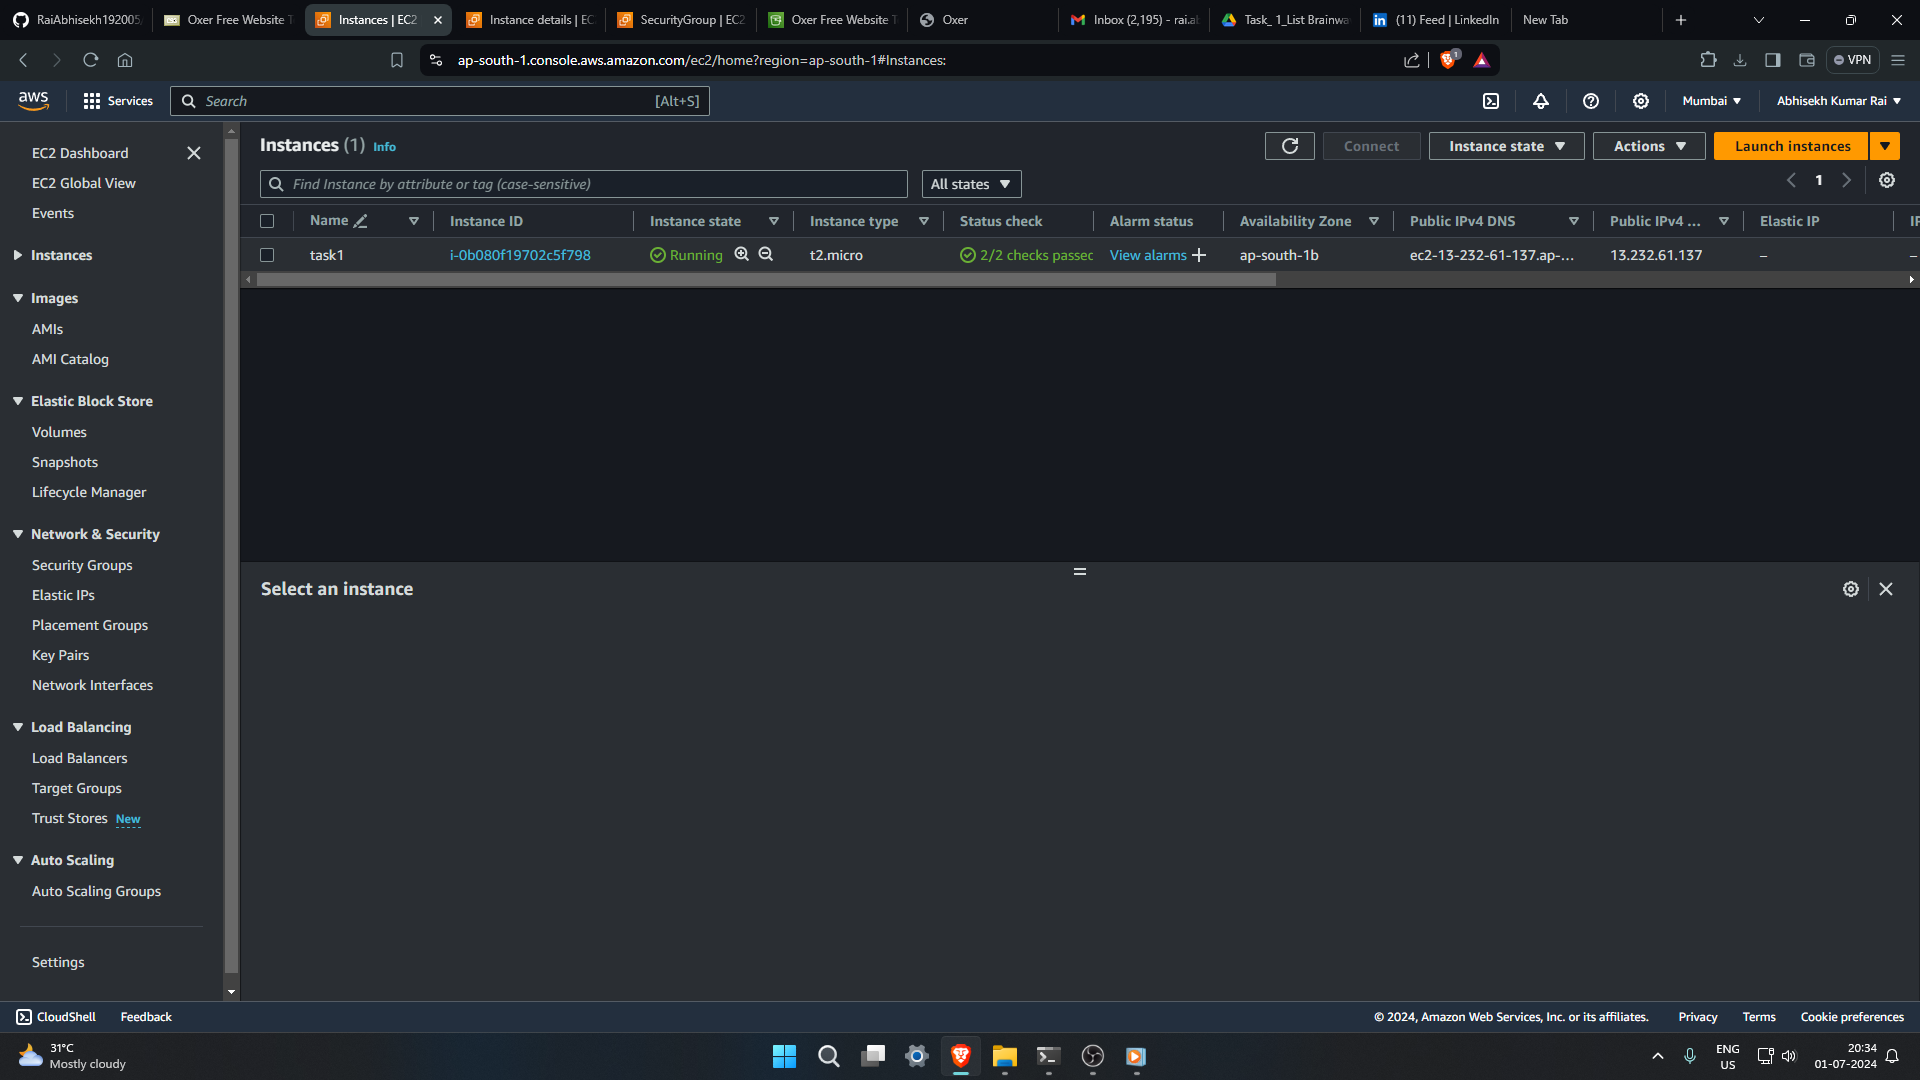 RaiAbhisekh192005/
Oxer Free Website T
Instances | EC2
Instance details | EC
SecurityGroup | EC2
Oxer Free Website T
Oxer
Inbox (2,195) - rai.ab
Task_ 1_List Brainwa
(11) Feed | LinkedIn
New Tab
ap-south-1.console.aws.amazon.com/ec2/home?region=ap-south-1#Instances:
1
VPN
aws
Services
Search
[Alt+S]
Mumbai
Abhisekh Kumar Rai
EC2 Dashboard
EC2 Global View
Events
Instances
Images
AMIs
AMI Catalog
Elastic Block Store
Volumes
Snapshots
Lifecycle Manager
Network & Security
Security Groups
Elastic IPs
Placement Groups
Key Pairs
Network Interfaces
Load Balancing
Load Balancers
Target Groups
Trust Stores New
Auto Scaling
Auto Scaling Groups
Settings
Instances (1) Info
Connect
Instance state
Actions
Launch instances
Find Instance by attribute or tag (case-sensitive)
All states
1
Name Instance ID Instance state Instance type Status check Alarm status Availability Zone Public IPv4 DNS Public IPv4 ... Elastic IP IP
task1 i-0b080f19702c5f798 Running t2.micro 2/2 checks passed View alarms + ap-south-1b ec2-13-232-61-137.ap-... 13.232.61.137 – –
Select an instance
CloudShell
Feedback
© 2024, Amazon Web Services, Inc. or its affiliates.
Privacy
Terms
Cookie preferences
31°C
Mostly cloudy
ENG
US
20:34
01-07-2024